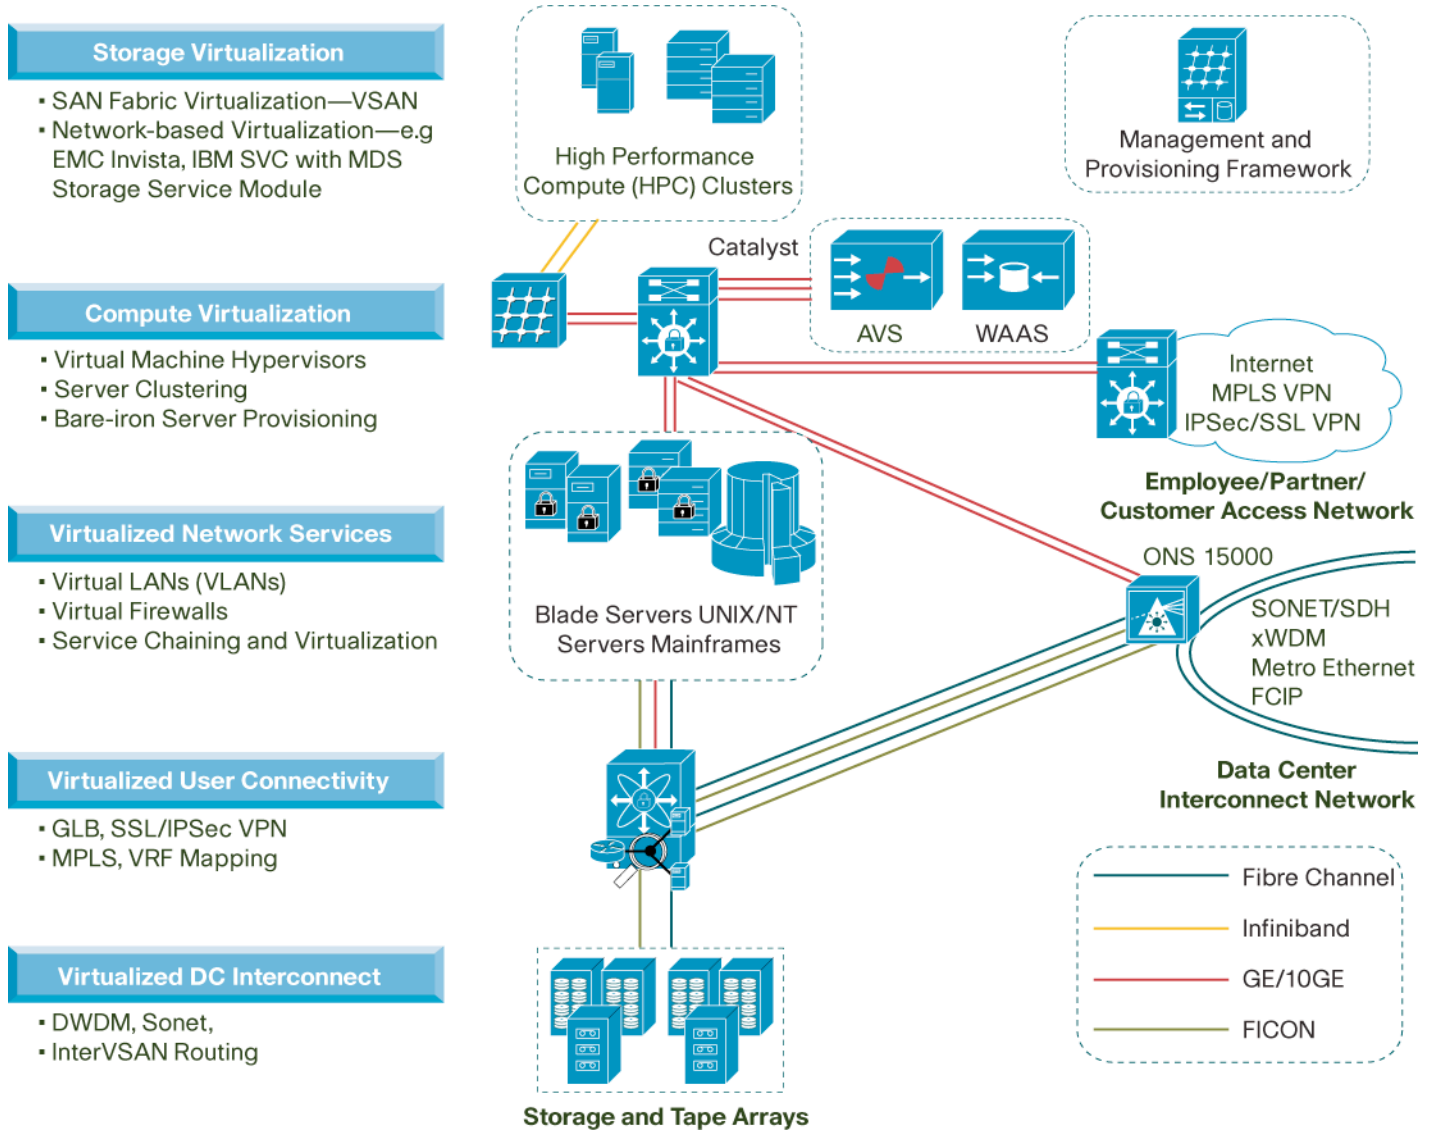 Storage Virtualization
▪ SAN Fabric Virtualization—VSAN
▪ Network-based Virtualization—e.g
EMC Invista, IBM SVC with MDS
Storage Service Module
Compute Virtualization
▪ Virtual Machine Hypervisors
▪ Server Clustering
▪ Bare-iron Server Provisioning
Virtualized Network Services
▪ Virtual LANs (VLANs)
▪ Virtual Firewalls
▪ Service Chaining and Virtualization
Virtualized User Connectivity
▪ GLB, SSL/IPSec VPN
▪ MPLS, VRF Mapping
Virtualized DC Interconnect
▪ DWDM, Sonet,
▪ InterVSAN Routing
High Performance
Compute (HPC) Clusters
Management and
Provisioning Framework
Catalyst
AVS
WAAS
Internet
MPLS VPN
IPSec/SSL VPN
Employee/Partner/
Customer Access Network
Blade Servers UNIX/NT
Servers Mainframes
ONS 15000
SONET/SDH
xWDM
Metro Ethernet
FCIP
Data Center
Interconnect Network
Fibre Channel
Infiniband
GE/10GE
FICON
Storage and Tape Arrays